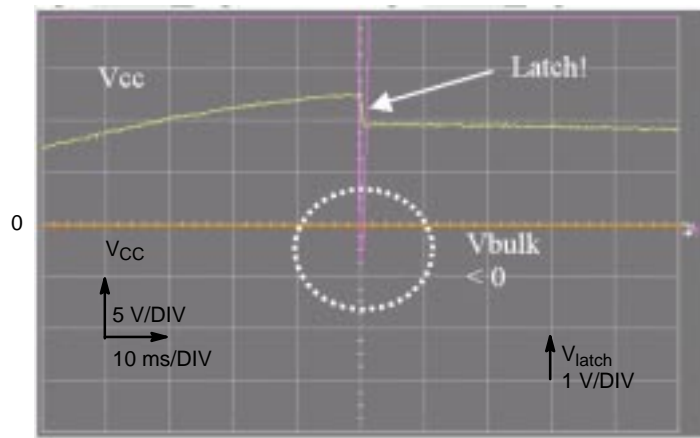 Vcc
Latch!
0
Vbulk
< 0
VCC
5 V/DIV
10 ms/DIV
Vlatch
1 V/DIV